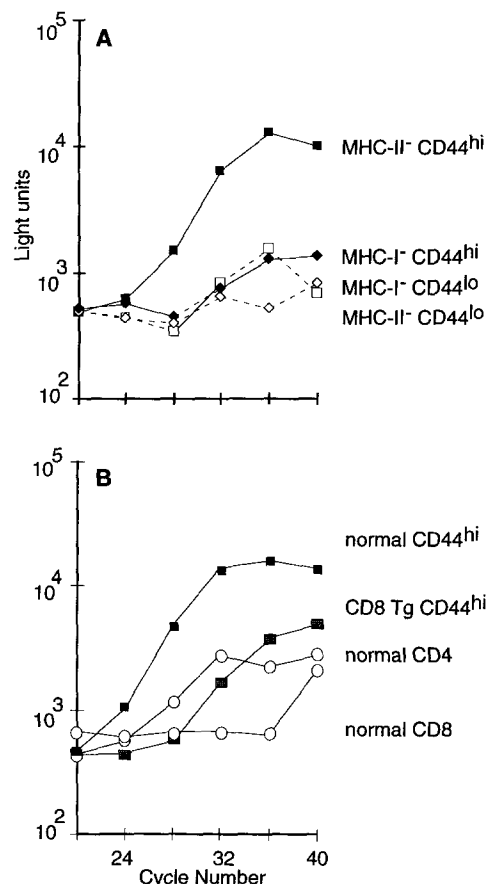 A
10^5
10^4
10^3
10^2
Light units
MHC-II^- CD44^hi
MHC-I^- CD44^hi
MHC-I^- CD44^lo
MHC-II^- CD44^lo
B
10^5
10^4
10^3
10^2
normal CD44^hi
CD8 Tg CD44^hi
normal CD4
normal CD8
24 32 40
Cycle Number